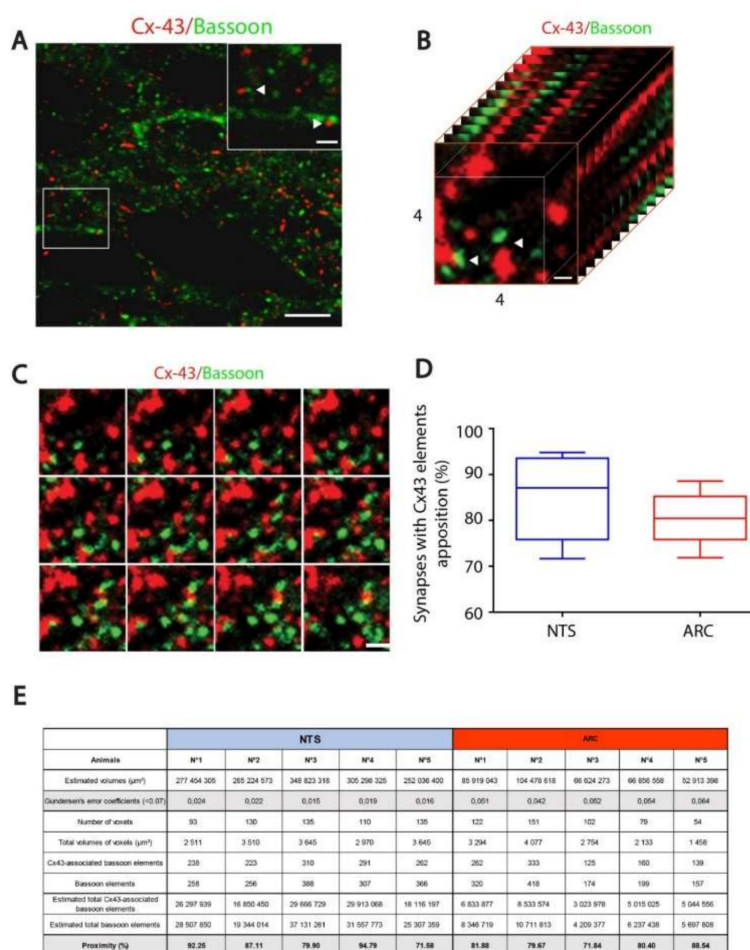 A
Cx-43/Bassoon
B
Cx-43/Bassoon
4
4
C
Cx-43/Bassoon
D
Synapses with Cx43 elements
apposition (%)
100
90
80
70
60
NTS
ARC
E
NTS ARC
Animals N°1 N°2 N°3 N°4 N°5 N°1 N°2 N°3 N°4 N°5
Estimated volumes (µm³) 277 454 305 265 224 573 348 823 318 305 298 325 252 036 400 85 919 043 104 478 618 66 624 273 66 856 558 52 913 398
Gundersen's error coefficients (<0.07) 0,024 0,022 0,015 0,019 0,016 0,051 0,042 0,052 0,054 0,064
Number of voxels 93 130 135 110 135 122 151 102 79 54
Total volumes of voxels (µm³) 2 511 3 510 3 645 2 970 3 645 3 294 4 077 2 754 2 133 1 458
Cx43-associated bassoon elements 238 223 310 291 262 262 333 125 160 139
Bassoon elements 258 256 388 307 366 320 418 174 199 157
Estimated total Cx43-associated
bassoon elements 26 297 939 16 850 450 29 666 729 29 913 068 18 116 197 6 833 877 8 533 574 3 023 978 5 015 025 5 044 556
Estimated total bassoon elements 28 507 850 19 344 014 37 131 261 31 557 773 25 307 359 8 346 719 10 711 813 4 209 377 6 237 438 5 697 808
Proximity (%) 92.25 87.11 79.90 94.79 71.58 81.88 79.67 71.84 80.40 88.54